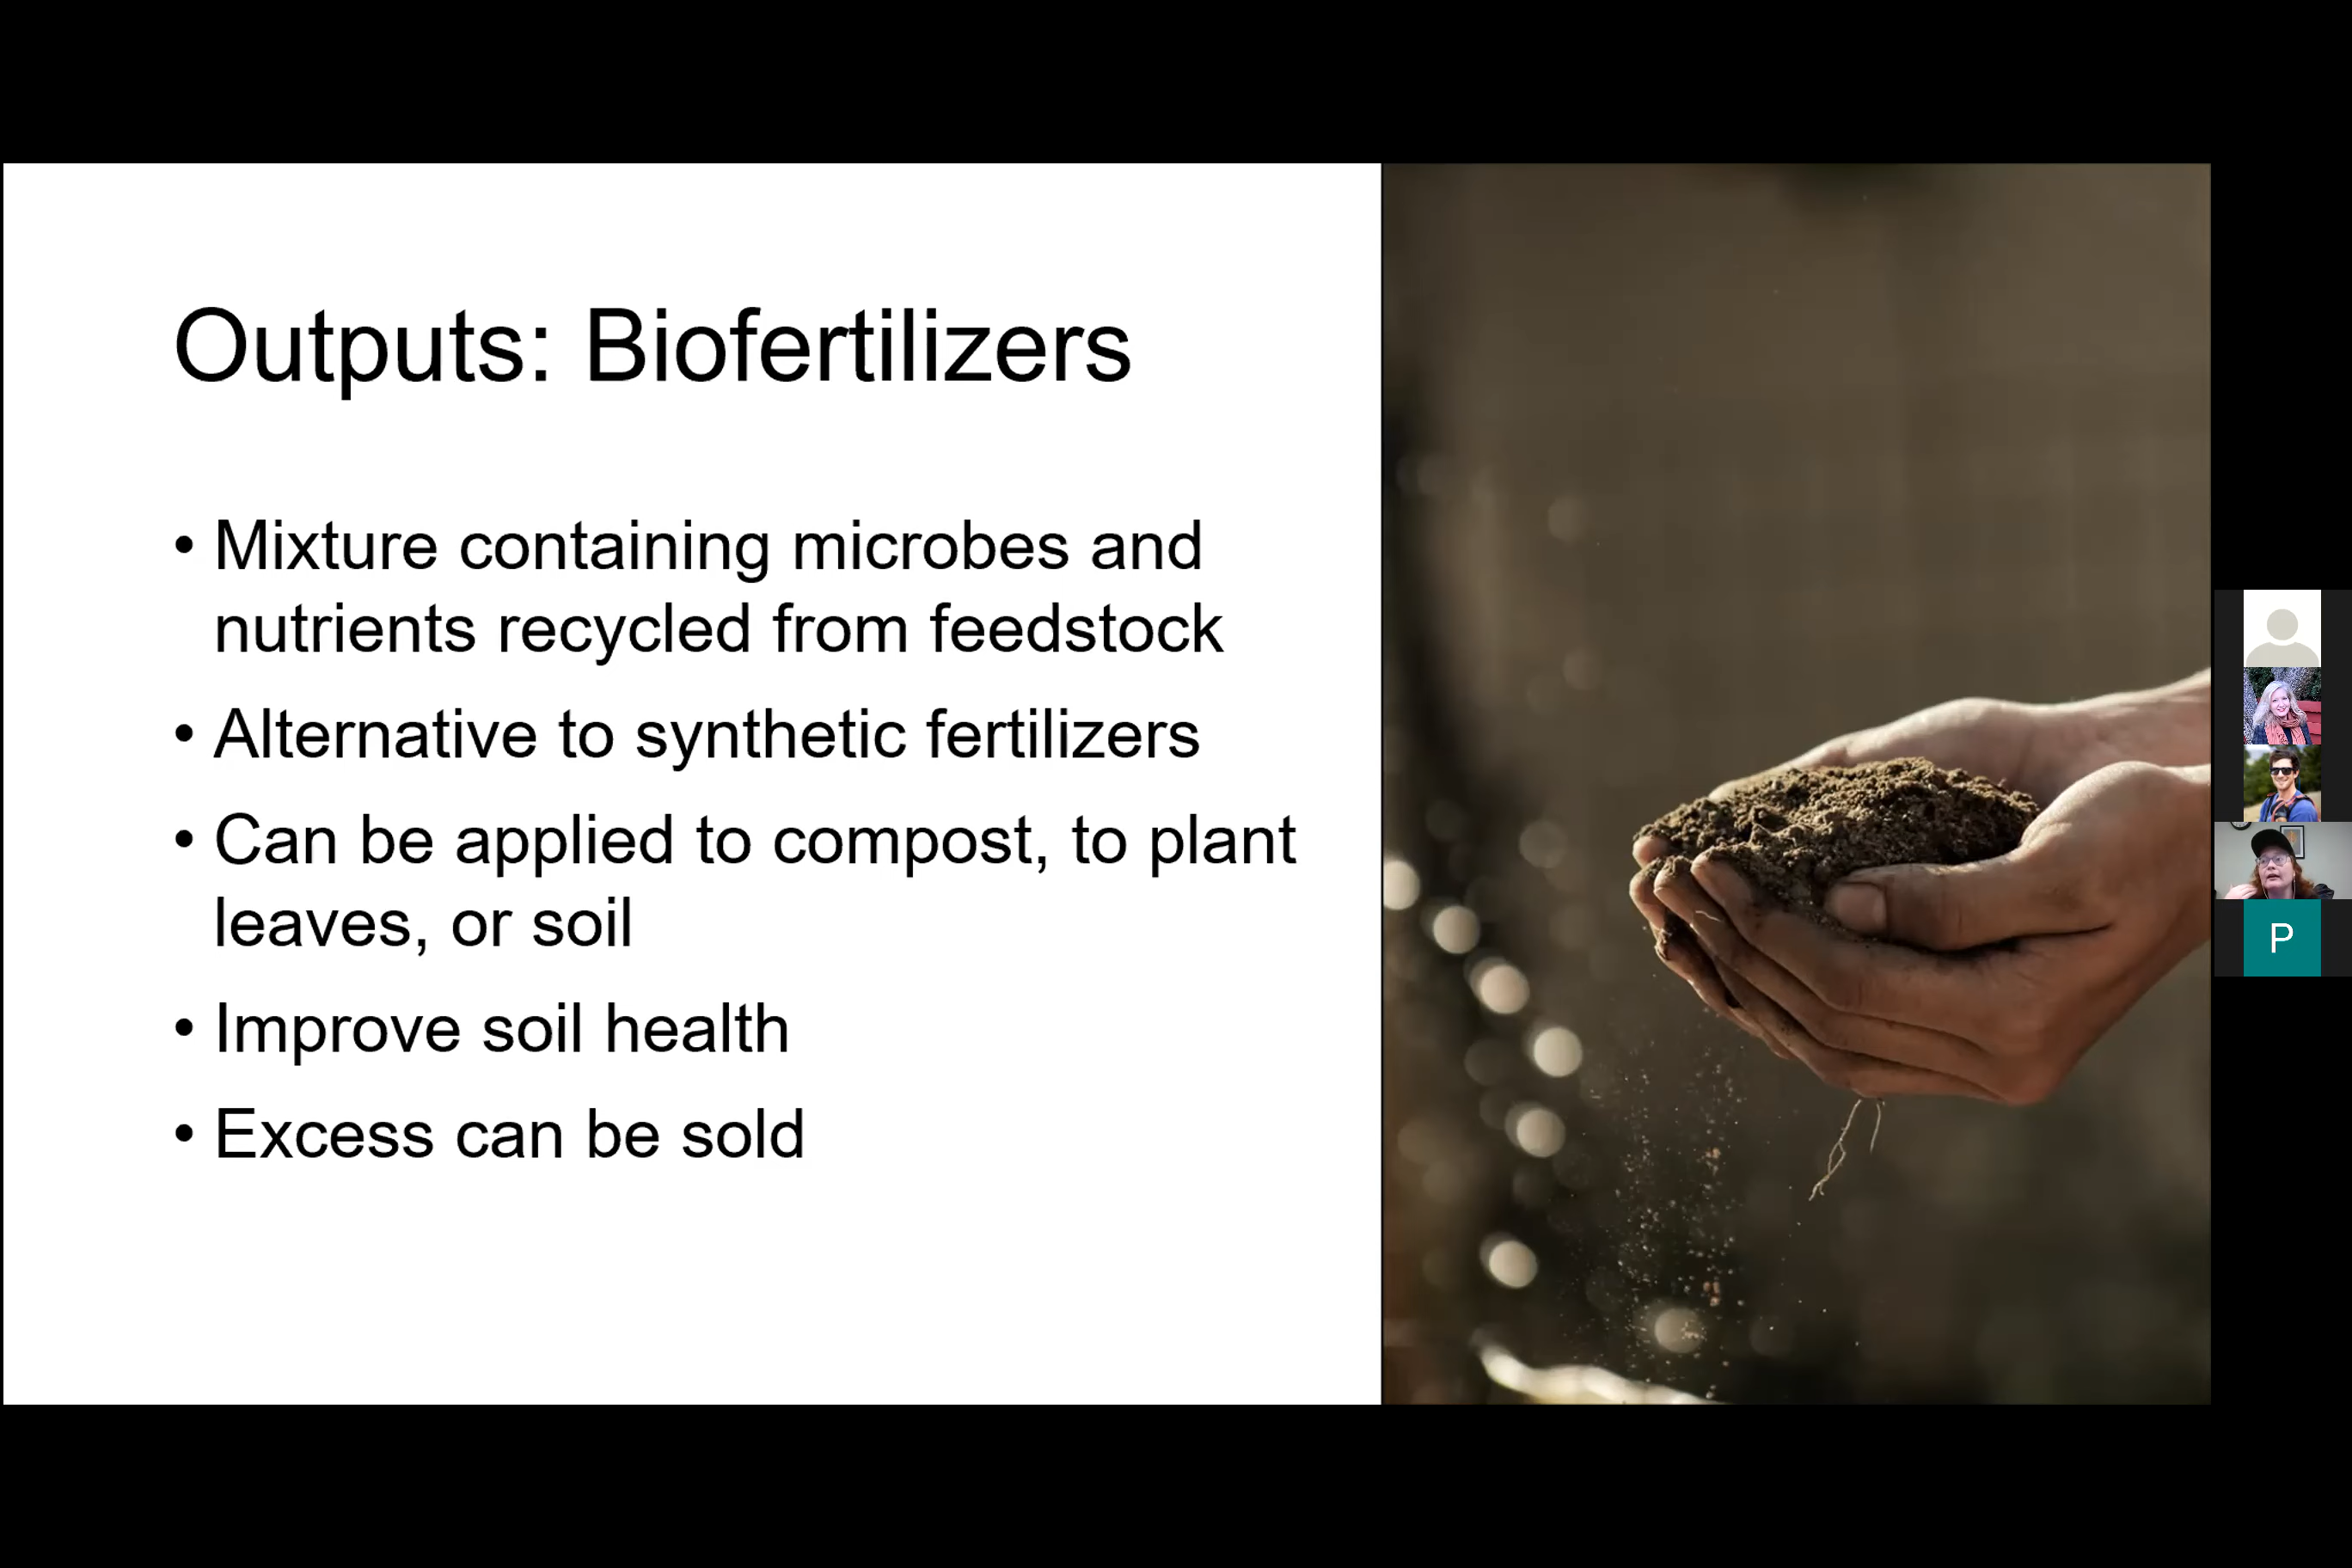 Outputs: Biofertilizers
• Mixture containing microbes and
nutrients recycled from feedstock
• Alternative to synthetic fertilizers
• Can be applied to compost, to plant
leaves, or soil
• Improve soil health
• Excess can be sold
P